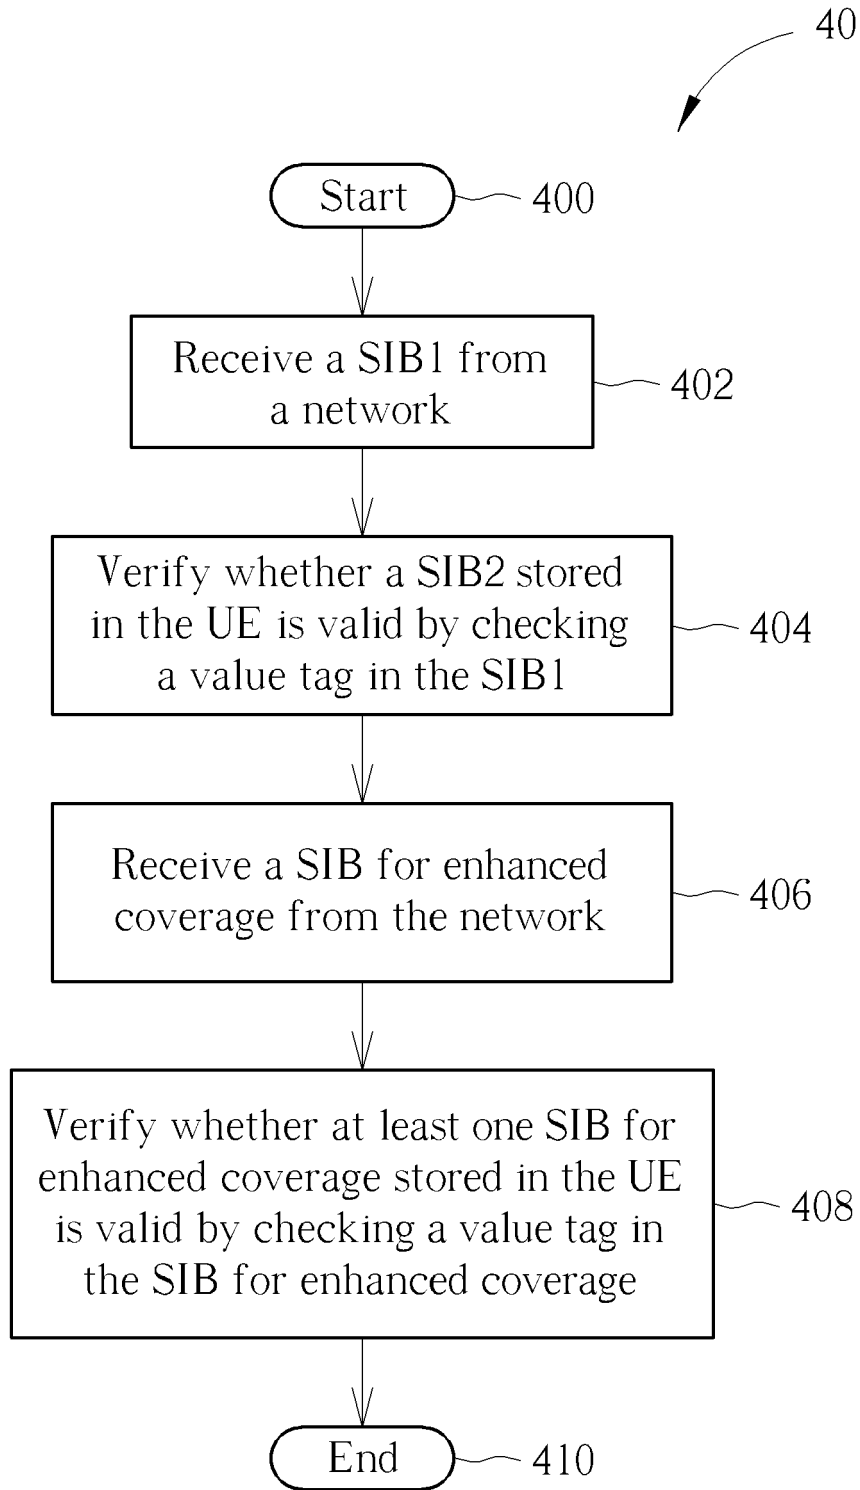 40
Start
400
Receive a SIB1 from
a network
402
Verify whether a SIB2 stored
in the UE is valid by checking
a value tag in the SIB1
404
Receive a SIB for enhanced
coverage from the network
406
Verify whether at least one SIB for
enhanced coverage stored in the UE
is valid by checking a value tag in
the SIB for enhanced coverage
408
End
410